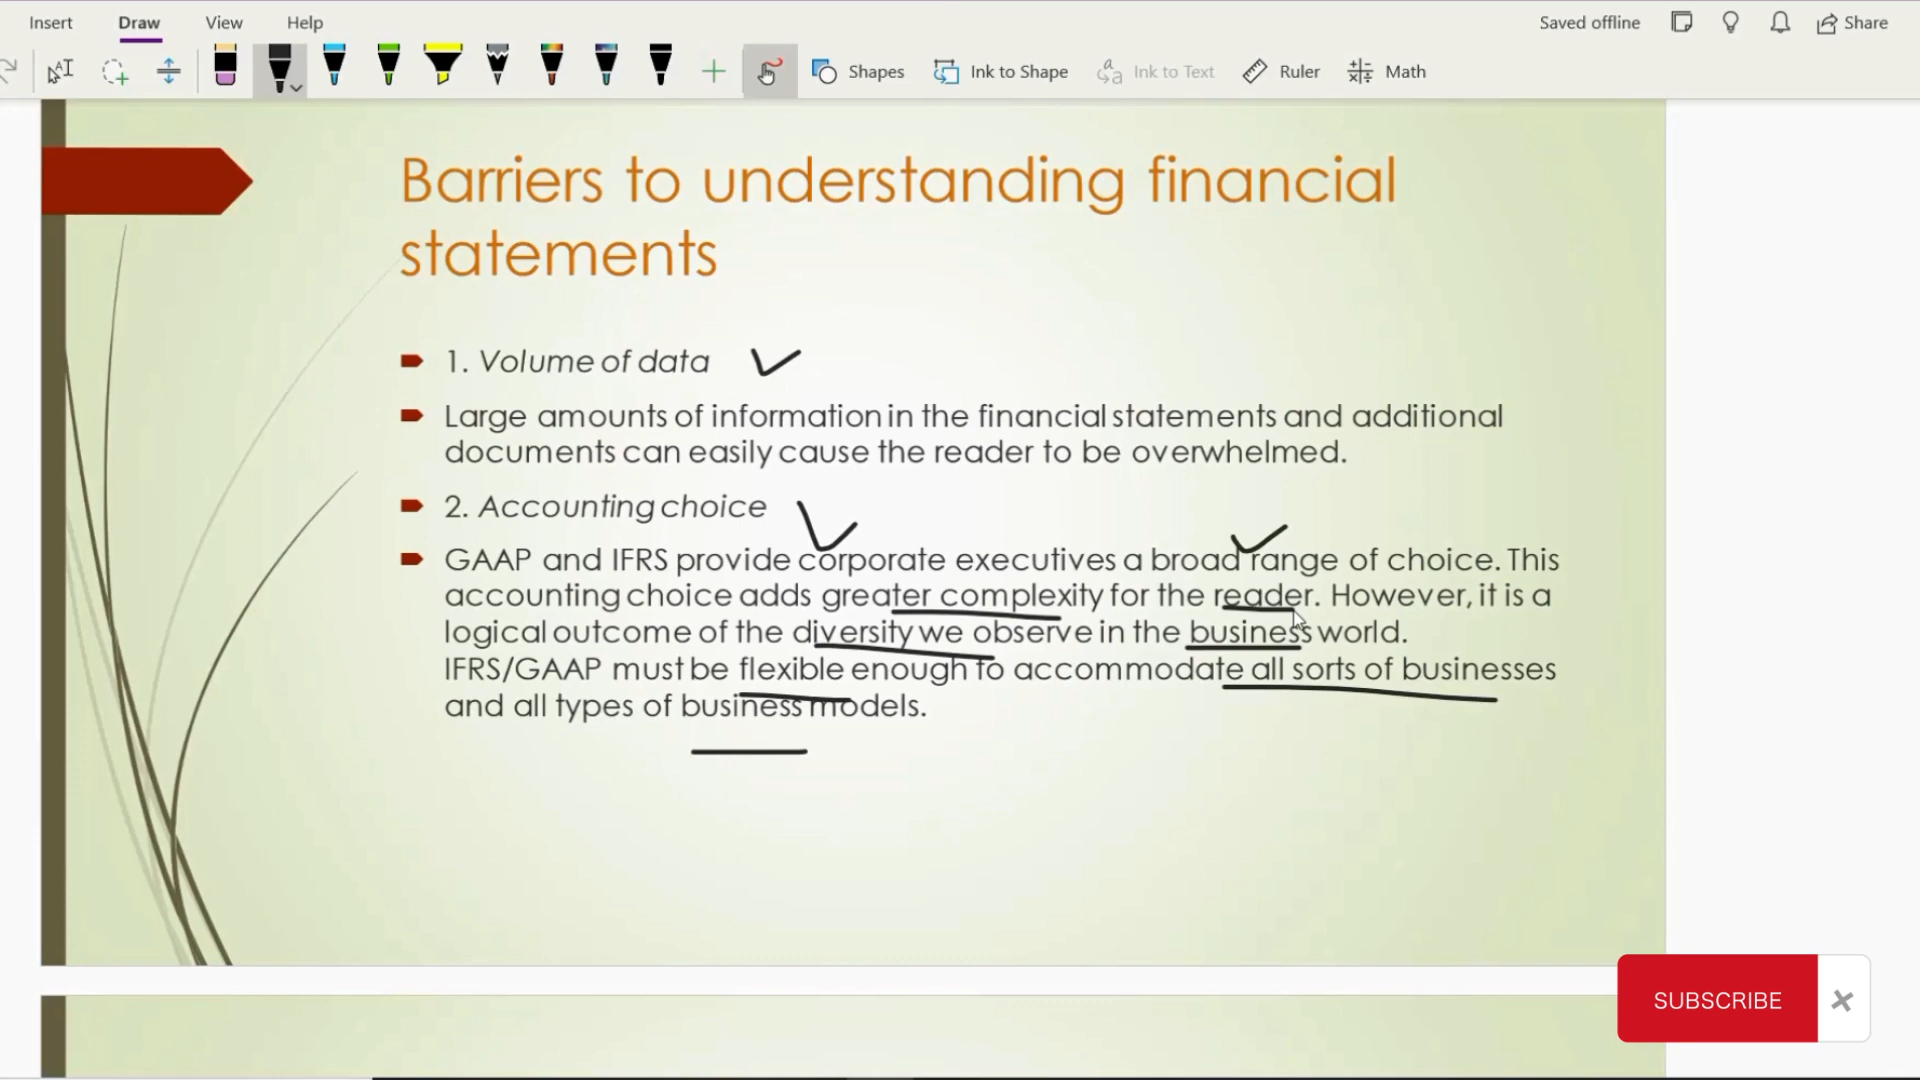 Insert Draw View Help Saved offline Share
Shapes Ink to Shape Ink to Text Ruler Math
Barriers to understanding financial
statements
1. Volume of data
Large amounts of information in the financial statements and additional
documents can easily cause the reader to be overwhelmed.
2. Accounting choice
GAAP and IFRS provide corporate executives a broad range of choice. This
accounting choice adds greater complexity for the reader. However, it is a
logical outcome of the diversity we observe in the business world.
IFRS/GAAP must be flexible enough to accommodate all sorts of businesses
and all types of business models.
SUBSCRIBE